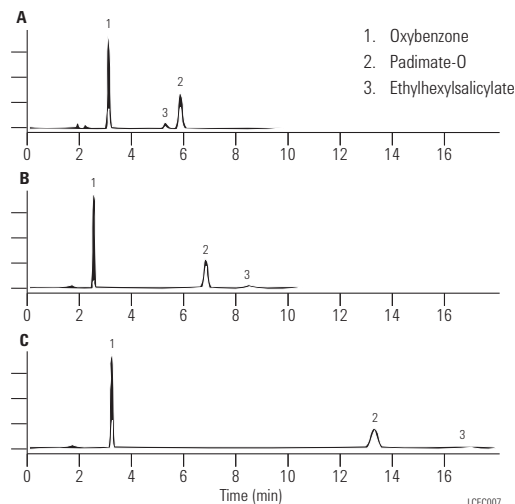 A
1
2
3
1. Oxybenzone
2. Padimate-O
3. Ethylhexylsalicylate
0 2 4 6 8 10 12 14 16
B
1
2
3
0 2 4 6 8 10 12 14 16
C
1
2
3
0 2 4 6 8 10 12 14 16
Time (min)
LCFC007